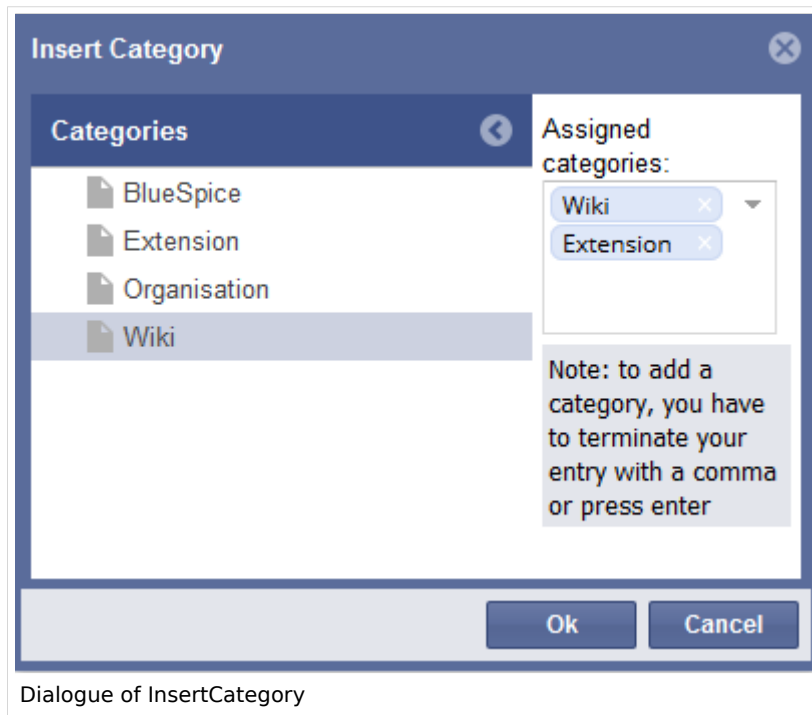 Insert Category
Categories
BlueSpice
Extension
Organisation
Wiki
Assigned
categories:
Wiki
Extension
Note: to add a
category, you have
to terminate your
entry with a comma
or press enter
Ok
Cancel
Dialogue of InsertCategory